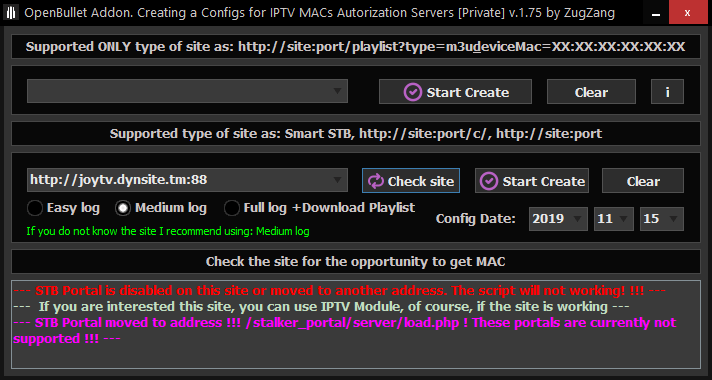 OpenBullet Addon. Creating a Configs for IPTV MACs Autorization Servers [Private] v.1.75 by ZugZang
Supported ONLY type of site as: http://site:port/playlist?type=m3udeviceMac=XX:XX:XX:XX:XX:XX
Start Create
Clear
i
Supported type of site as: Smart STB, http://site:port/c/, http://site:port
http://joytv.dynsite.tm:88
Check site
Start Create
Clear
Easy log
Medium log
Full log +Download Playlist
Config Date:
2019
11
15
If you do not know the site I recommend using: Medium log
Check the site for the opportunity to get MAC
--- STB Portal is disabled on this site or moved to another address. The script will not working! !!! ---
--- If you are interested this site, you can use IPTV Module, of course, if the site is working ---
--- STB Portal moved to address !!! /stalker_portal/server/load.php ! These portals are currently not
supported !!! ---